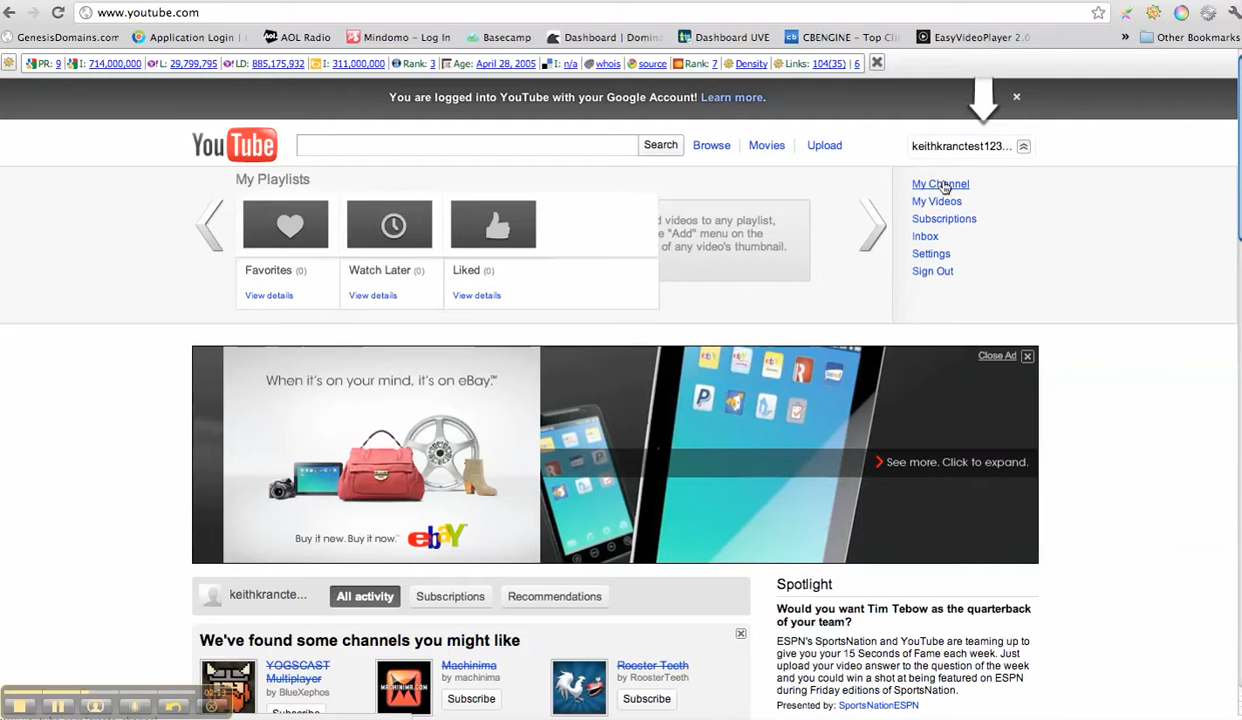 www.youtube.com
GenesisDomains.com Application Login | AOL Radio Mindomo - Log In Basecamp Dashboard | Domina Dashboard UVE CBENGINE - Top Cli EasyVideoPlayer 2.0 » Other Bookmarks
PR: 9 I: 714,000,000 L: 29,799,795 LD: 885,175,932 I: 311,000,000 Rank: 3 Age: April 28, 2005 I: n/a whois source Rank: 7 Density Links: 104(35) | 6
You are logged into YouTube with your Google Account! Learn more.
YouTube Search Browse Movies Upload keithkranctest123...
My Playlists
My Channel
My Videos
Subscriptions
Inbox
Settings
Sign Out
d videos to any playlist,
e "Add" menu on the
of any video's thumbnail.
Favorites (0) Watch Later (0) Liked (0)
View details View details View details
Close Ad
When it's on your mind, it's on eBay.™
See more. Click to expand.
Buy it new. Buy it now.™ ebay
keithkrancte... All activity Subscriptions Recommendations
Spotlight
Would you want Tim Tebow as the quarterback
of your team?
ESPN's SportsNation and YouTube are teaming up to
give you your 15 Seconds of Fame each week. Just
upload your video answer to the question of the week
and you could win a shot at being featured on ESPN
during Friday editions of SportsNation.
Presented by: SportsNationESPN
We've found some channels you might like
YOGSCAST
Multiplayer
by BlueXephos
Subscribe
Machinima
by machinima
Subscribe
MACHINIMA.COM
Rooster Teeth
by RoosterTeeth
Subscribe
02:13